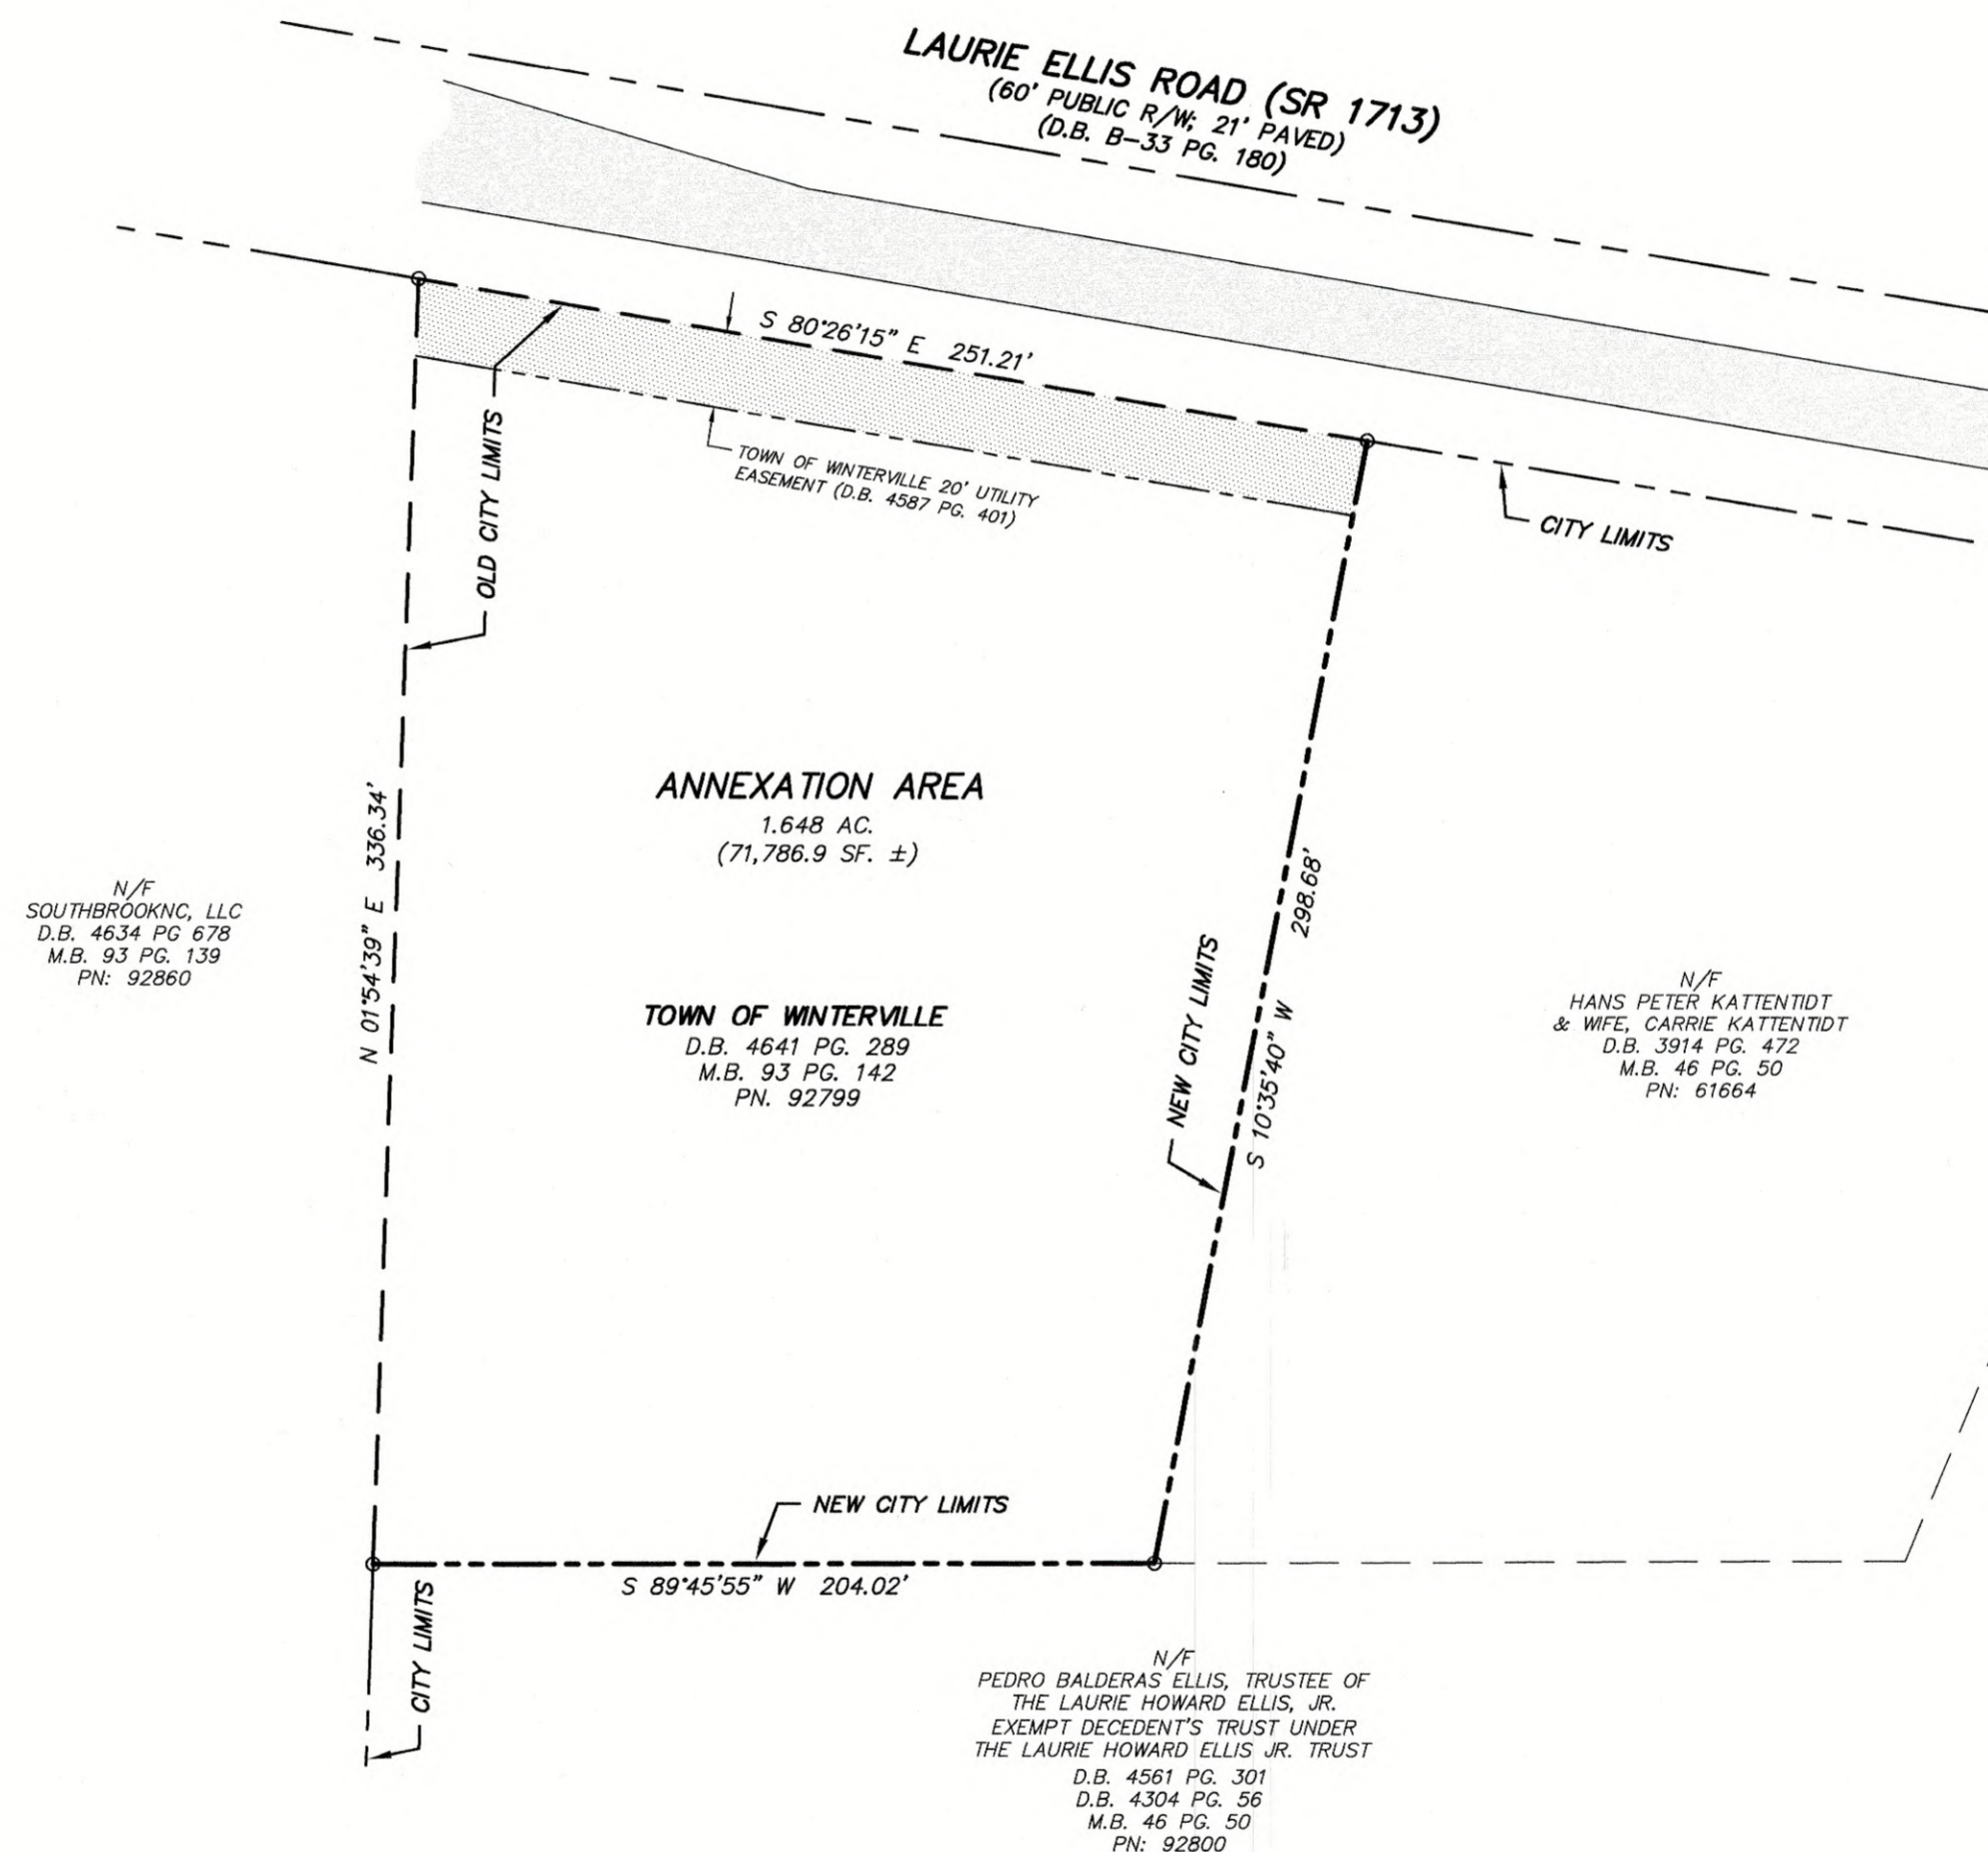 LAURIE ELLIS ROAD (SR 1713)
(60' PUBLIC R/W; 21' PAVED)
(D.B. B-33 PG. 180)
S 80°26'15" E 251.21'
TOWN OF WINTERVILLE 20' UTILITY
EASEMENT (D.B. 4587 PG. 401)
OLD CITY LIMITS
CITY LIMITS
ANNEXATION AREA
1.648 AC.
(71,786.9 SF. ±)
N 01°54'39" E 336.34'
N/F
SOUTHBROOKNC, LLC
D.B. 4634 PG 678
M.B. 93 PG. 139
PN: 92860
TOWN OF WINTERVILLE
D.B. 4641 PG. 289
M.B. 93 PG. 142
PN. 92799
NEW CITY LIMITS
S 10°35'40" W 298.68'
N/F
HANS PETER KATTENTIDT
& WIFE, CARRIE KATTENTIDT
D.B. 3914 PG. 472
M.B. 46 PG. 50
PN: 61664
NEW CITY LIMITS
S 89°45'55" W 204.02'
CITY LIMITS
N/F
PEDRO BALDERAS ELLIS, TRUSTEE OF
THE LAURIE HOWARD ELLIS, JR.
EXEMPT DECEDENT'S TRUST UNDER
THE LAURIE HOWARD ELLIS JR. TRUST
D.B. 4561 PG. 301
D.B. 4304 PG. 56
M.B. 46 PG. 50
PN: 92800